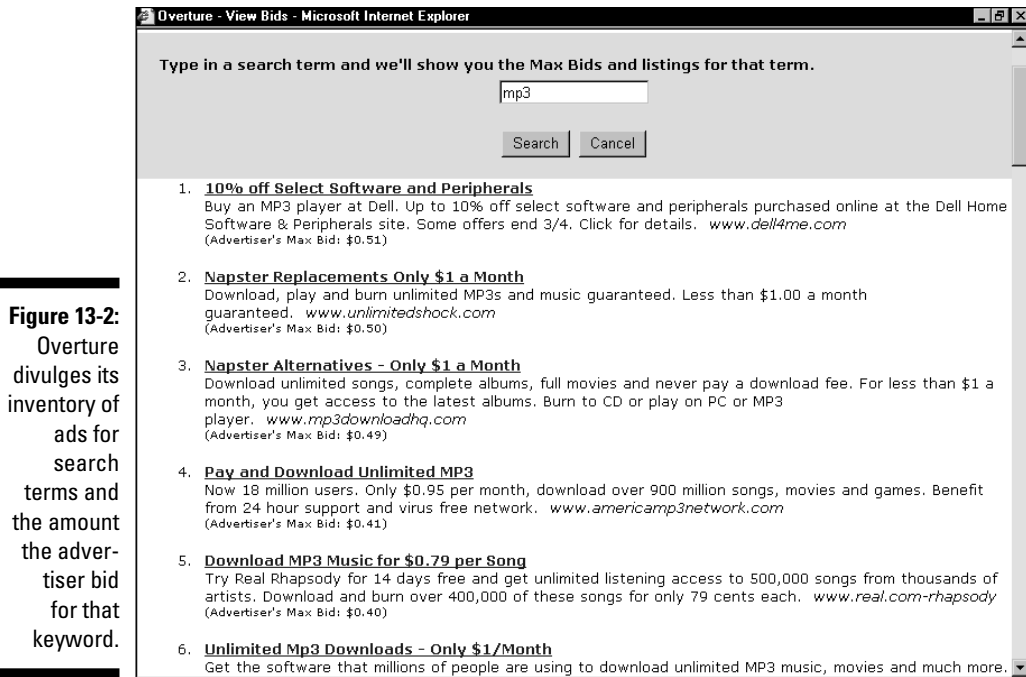 Overture - View Bids - Microsoft Internet Explorer
Type in a search term and we'll show you the Max Bids and listings for that term.
mp3
Search Cancel
1. 10% off Select Software and Peripherals
Buy an MP3 player at Dell. Up to 10% off select software and peripherals purchased online at the Dell Home
Software & Peripherals site. Some offers end 3/4. Click for details. www.dell4me.com
(Advertiser's Max Bid: $0.51)
2. Napster Replacements Only $1 a Month
Download, play and burn unlimited MP3s and music guaranteed. Less than $1.00 a month
guaranteed. www.unlimitedshock.com
(Advertiser's Max Bid: $0.50)
3. Napster Alternatives - Only $1 a Month
Download unlimited songs, complete albums, full movies and never pay a download fee. For less than $1 a
month, you get access to the latest albums. Burn to CD or play on PC or MP3
player. www.mp3downloadhq.com
(Advertiser's Max Bid: $0.49)
4. Pay and Download Unlimited MP3
Now 18 million users. Only $0.95 per month, download over 900 million songs, movies and games. Benefit
from 24 hour support and virus free network. www.americamp3network.com
(Advertiser's Max Bid: $0.41)
5. Download MP3 Music for $0.79 per Song
Try Real Rhapsody for 14 days free and get unlimited listening access to 500,000 songs from thousands of
artists. Download and burn over 400,000 of these songs for only 79 cents each. www.real.com-rhapsody
(Advertiser's Max Bid: $0.40)
6. Unlimited Mp3 Downloads - Only $1/Month
Get the software that millions of people are using to download unlimited MP3 music, movies and much more.
Figure 13-2:
Overture
divulges its
inventory of
ads for
search
terms and
the amount
the adver-
tiser bid
for that
keyword.